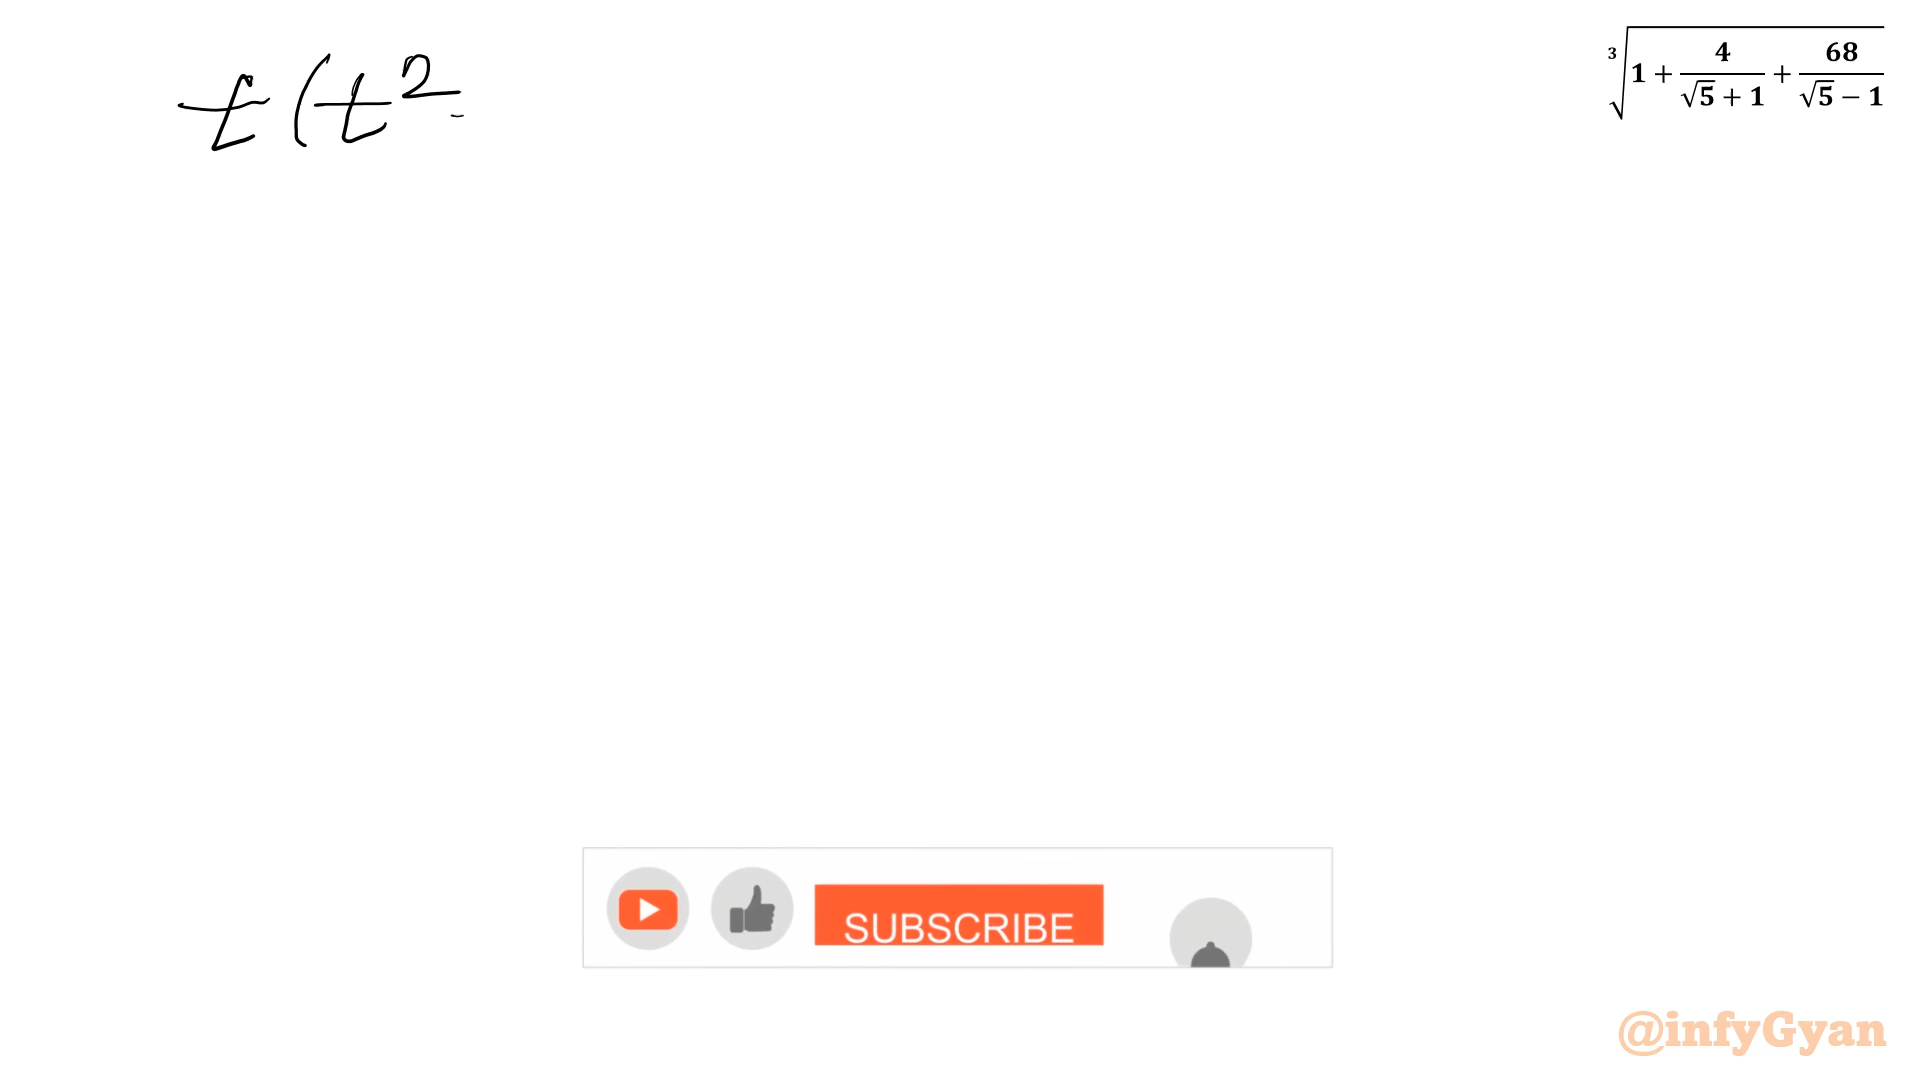 t(t²-
∛(1 + 4/(√5 + 1) + 68/(√5 − 1))
SUBSCRIBE
@infyGyan